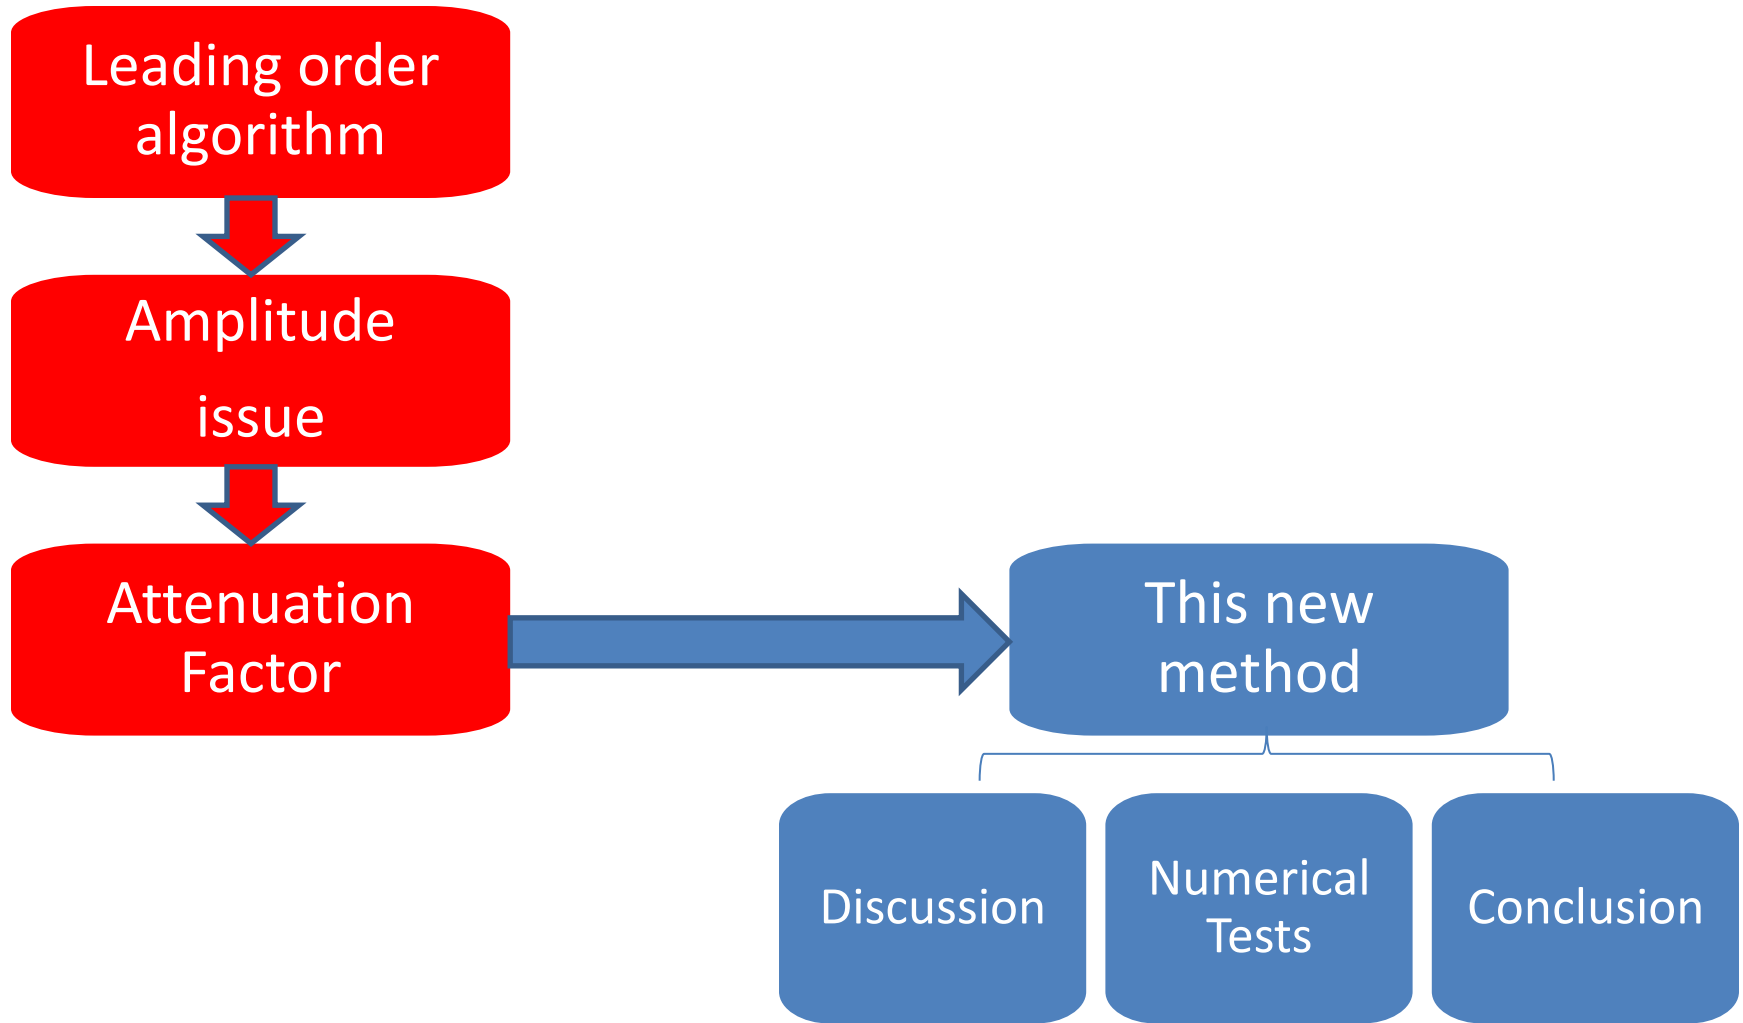 Leading order
algorithm
Amplitude
issue
Attenuation
Factor
This new
method
Discussion
Numerical
Tests
Conclusion